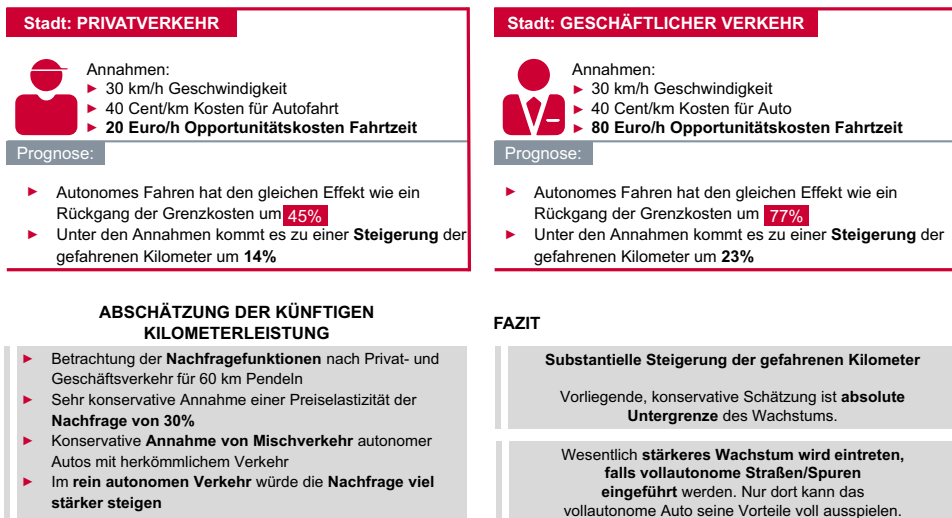 Stadt: PRIVATVERKEHR
Annahmen:
► 30 km/h Geschwindigkeit
► 40 Cent/km Kosten für Autofahrt
► 20 Euro/h Opportunitätskosten Fahrtzeit
Prognose:
► Autonomes Fahren hat den gleichen Effekt wie ein
Rückgang der Grenzkosten um 45%
► Unter den Annahmen kommt es zu einer Steigerung der
gefahrenen Kilometer um 14%
Stadt: GESCHÄFTLICHER VERKEHR
Annahmen:
► 30 km/h Geschwindigkeit
► 40 Cent/km Kosten für Auto
► 80 Euro/h Opportunitätskosten Fahrtzeit
Prognose:
► Autonomes Fahren hat den gleichen Effekt wie ein
Rückgang der Grenzkosten um 77%
► Unter den Annahmen kommt es zu einer Steigerung der
gefahrenen Kilometer um 23%
ABSCHÄTZUNG DER KÜNFTIGEN
KILOMETERLEISTUNG
► Betrachtung der Nachfragefunktionen nach Privat- und
Geschäftsverkehr für 60 km Pendeln
► Sehr konservative Annahme einer Preiselastizität der
Nachfrage von 30%
► Konservative Annahme von Mischverkehr autonomer
Autos mit herkömmlichem Verkehr
► Im rein autonomen Verkehr würde die Nachfrage viel
stärker steigen
FAZIT
Substantielle Steigerung der gefahrenen Kilometer
Vorliegende, konservative Schätzung ist absolute
Untergrenze des Wachstums.
Wesentlich stärkeres Wachstum wird eintreten,
falls vollautonome Straßen/Spuren
eingeführt werden. Nur dort kann das
vollautonome Auto seine Vorteile voll ausspielen.